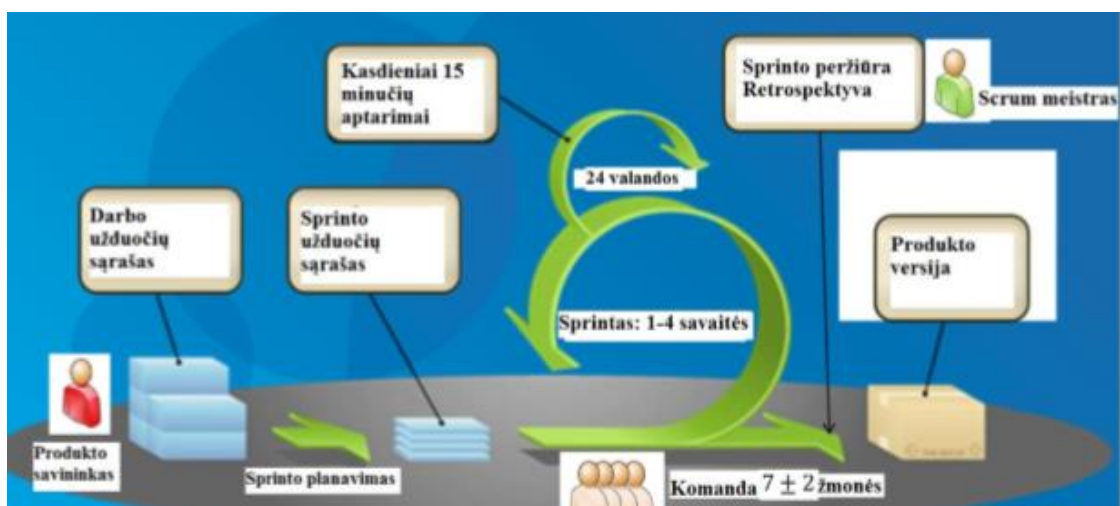 Kasdieniai 15
minučių
aptarimai
Sprinto peržiūra
Retrospektyva
Scrum meistras
24 valandos
Darbo
užduočių
sąrašas
Sprinto
užduočių
sąrašas
Produkto
versija
Sprintas: 1-4 savaitės
Produkto
savininkas
Sprinto planavimas
Komanda 7 ± 2 žmonės